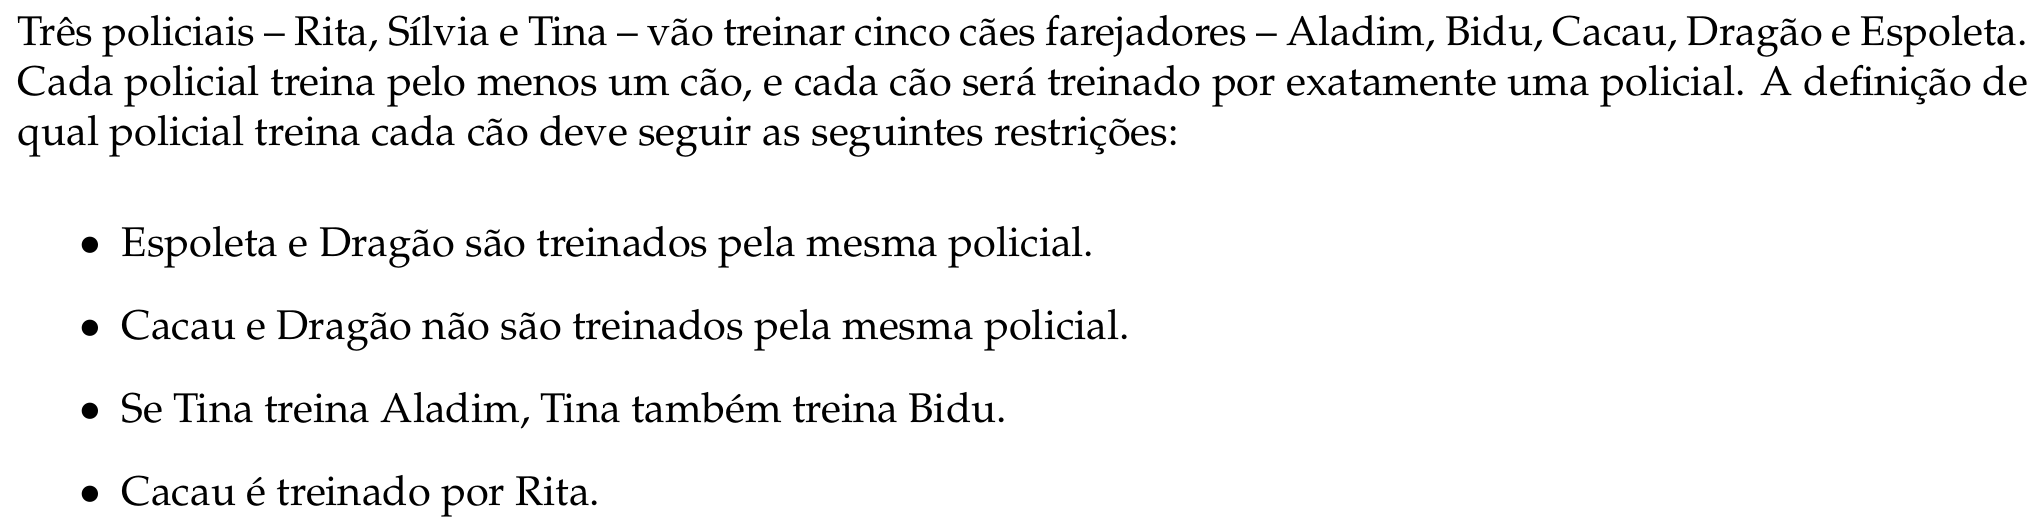 Três policiais – Rita, Sílvia e Tina – vão treinar cinco cães farejadores – Aladim, Bidu, Cacau, Dragão e Espoleta.
Cada policial treina pelo menos um cão, e cada cão será treinado por exatamente uma policial. A definição de
qual policial treina cada cão deve seguir as seguintes restrições:
• Espoleta e Dragão são treinados pela mesma policial.
• Cacau e Dragão não são treinados pela mesma policial.
• Se Tina treina Aladim, Tina também treina Bidu.
• Cacau é treinado por Rita.